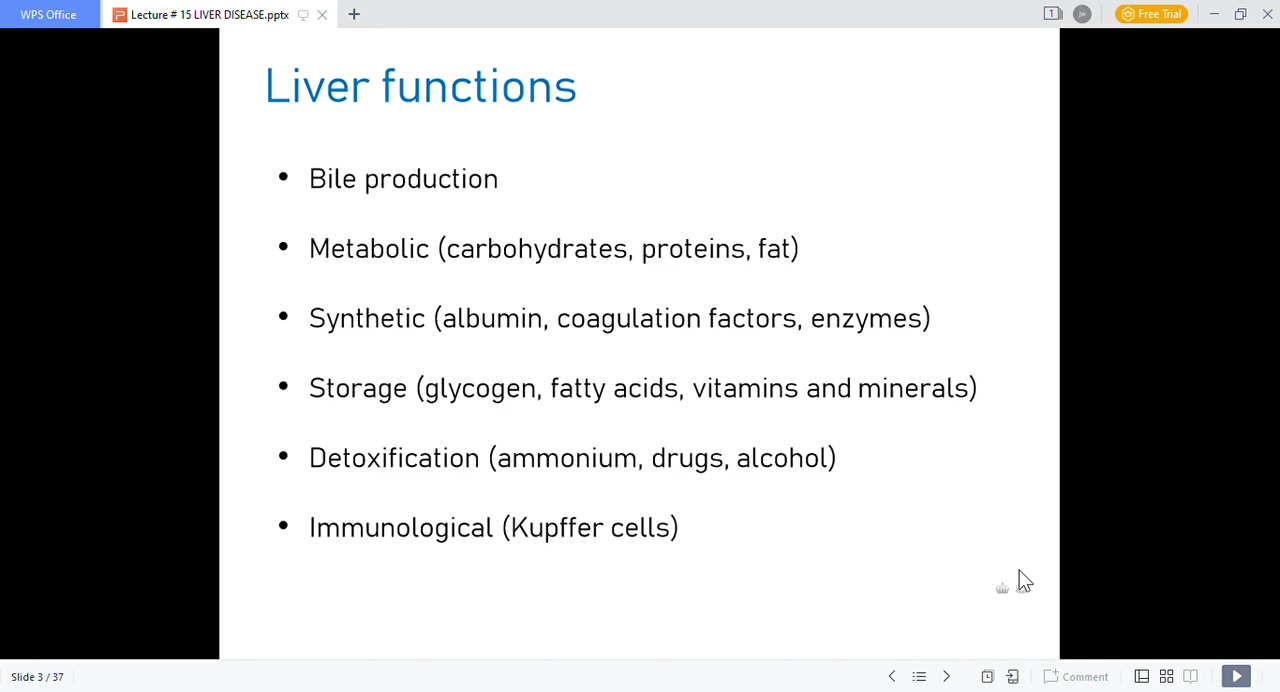 WPS Office
Lecture # 15 LIVER DISEASE.pptx
1
jw
Free Trial
Liver functions
• Bile production
• Metabolic (carbohydrates, proteins, fat)
• Synthetic (albumin, coagulation factors, enzymes)
• Storage (glycogen, fatty acids, vitamins and minerals)
• Detoxification (ammonium, drugs, alcohol)
• Immunological (Kupffer cells)
Slide 3 / 37
Comment